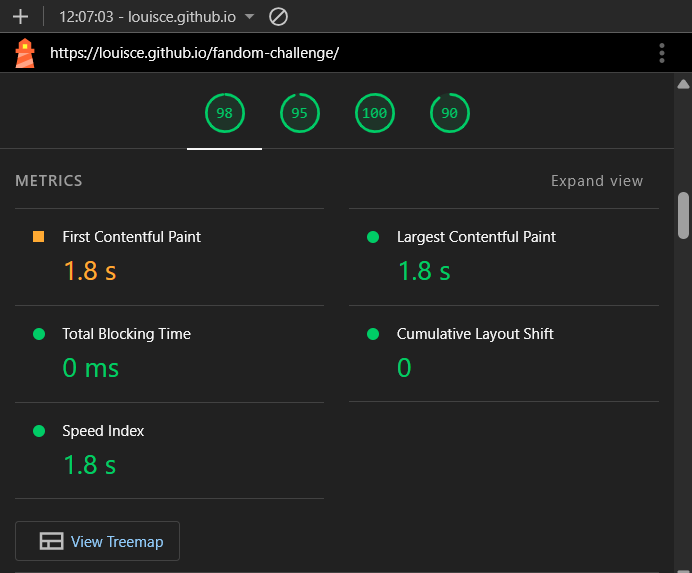 12:07:03 - louisce.github.io
https://louisce.github.io/fandom-challenge/
98 95 100 90
METRICS Expand view
First Contentful Paint
1.8 s
Largest Contentful Paint
1.8 s
Total Blocking Time
0 ms
Cumulative Layout Shift
0
Speed Index
1.8 s
View Treemap